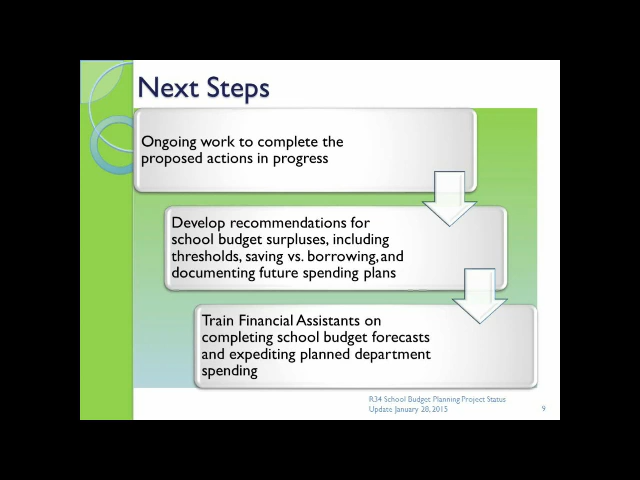 Next Steps
Ongoing work to complete the
proposed actions in progress
Develop recommendations for
school budget surpluses, including
thresholds, saving vs. borrowing, and
documenting future spending plans
Train Financial Assistants on
completing school budget forecasts
and expediting planned department
spending
R34 School Budget Planning Project Status
Update January 28, 2015
9